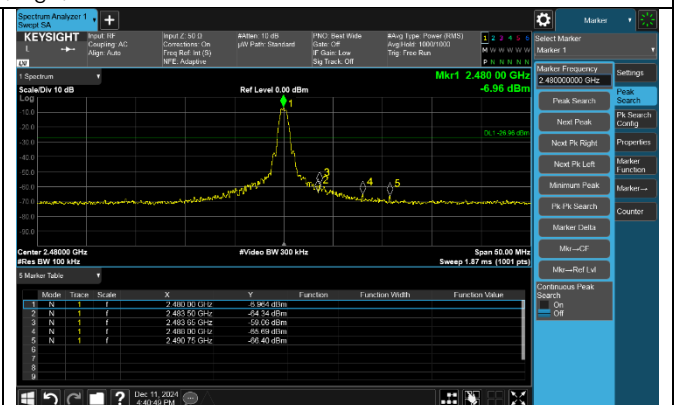 Spectrum Analyzer 1
Swept SA
+
Marker
KEYSIGHT
L
Input: RF
Coupling: AC
Align: Auto
Input Z: 50 Ω
Corrections: On
Freq Ref: Int (S)
NFE: Adaptive
#Atten: 10 dB
µW Path: Standard
PNO: Best Wide
Gate: Off
IF Gain: Low
Sig Track: Off
#Avg Type: Power (RMS)
Avg|Hold: 1000/1000
Trig: Free Run
1 2 3 4 5 6
M W W W W W
P N N N N N
Select Marker
Marker 1
LXI
1 Spectrum
Scale/Div 10 dB
Log
Ref Level 0.00 dBm
Mkr1 2.480 00 GHz
-6.96 dBm
-10.0
-20.0
-30.0
-40.0
-50.0
-60.0
-70.0
-80.0
-90.0
DL1 -26.96 dBm
1
2
3
4
5
Center 2.48000 GHz
#Res BW 100 kHz
#Video BW 300 kHz
Span 50.00 MHz
Sweep 1.87 ms (1001 pts)
5 Marker Table
Mode Trace Scale X Y Function Function Width Function Value
1 N 1 f 2.480 00 GHz -6.964 dBm
2 N 1 f 2.483 50 GHz -64.34 dBm
3 N 1 f 2.483 65 GHz -59.06 dBm
4 N 1 f 2.488 00 GHz -65.69 dBm
5 N 1 f 2.490 75 GHz -66.40 dBm
6
7
8
9
Marker Frequency
2.480000000 GHz
Peak Search
Next Peak
Next Pk Right
Next Pk Left
Minimum Peak
Pk-Pk Search
Marker Delta
Mkr→CF
Mkr→Ref Lvl
Continuous Peak
Search
On
Off
Settings
Peak
Search
Pk Search
Config
Properties
Marker
Function
Marker→
Counter
?
Dec 11, 2024
4:40:49 PM